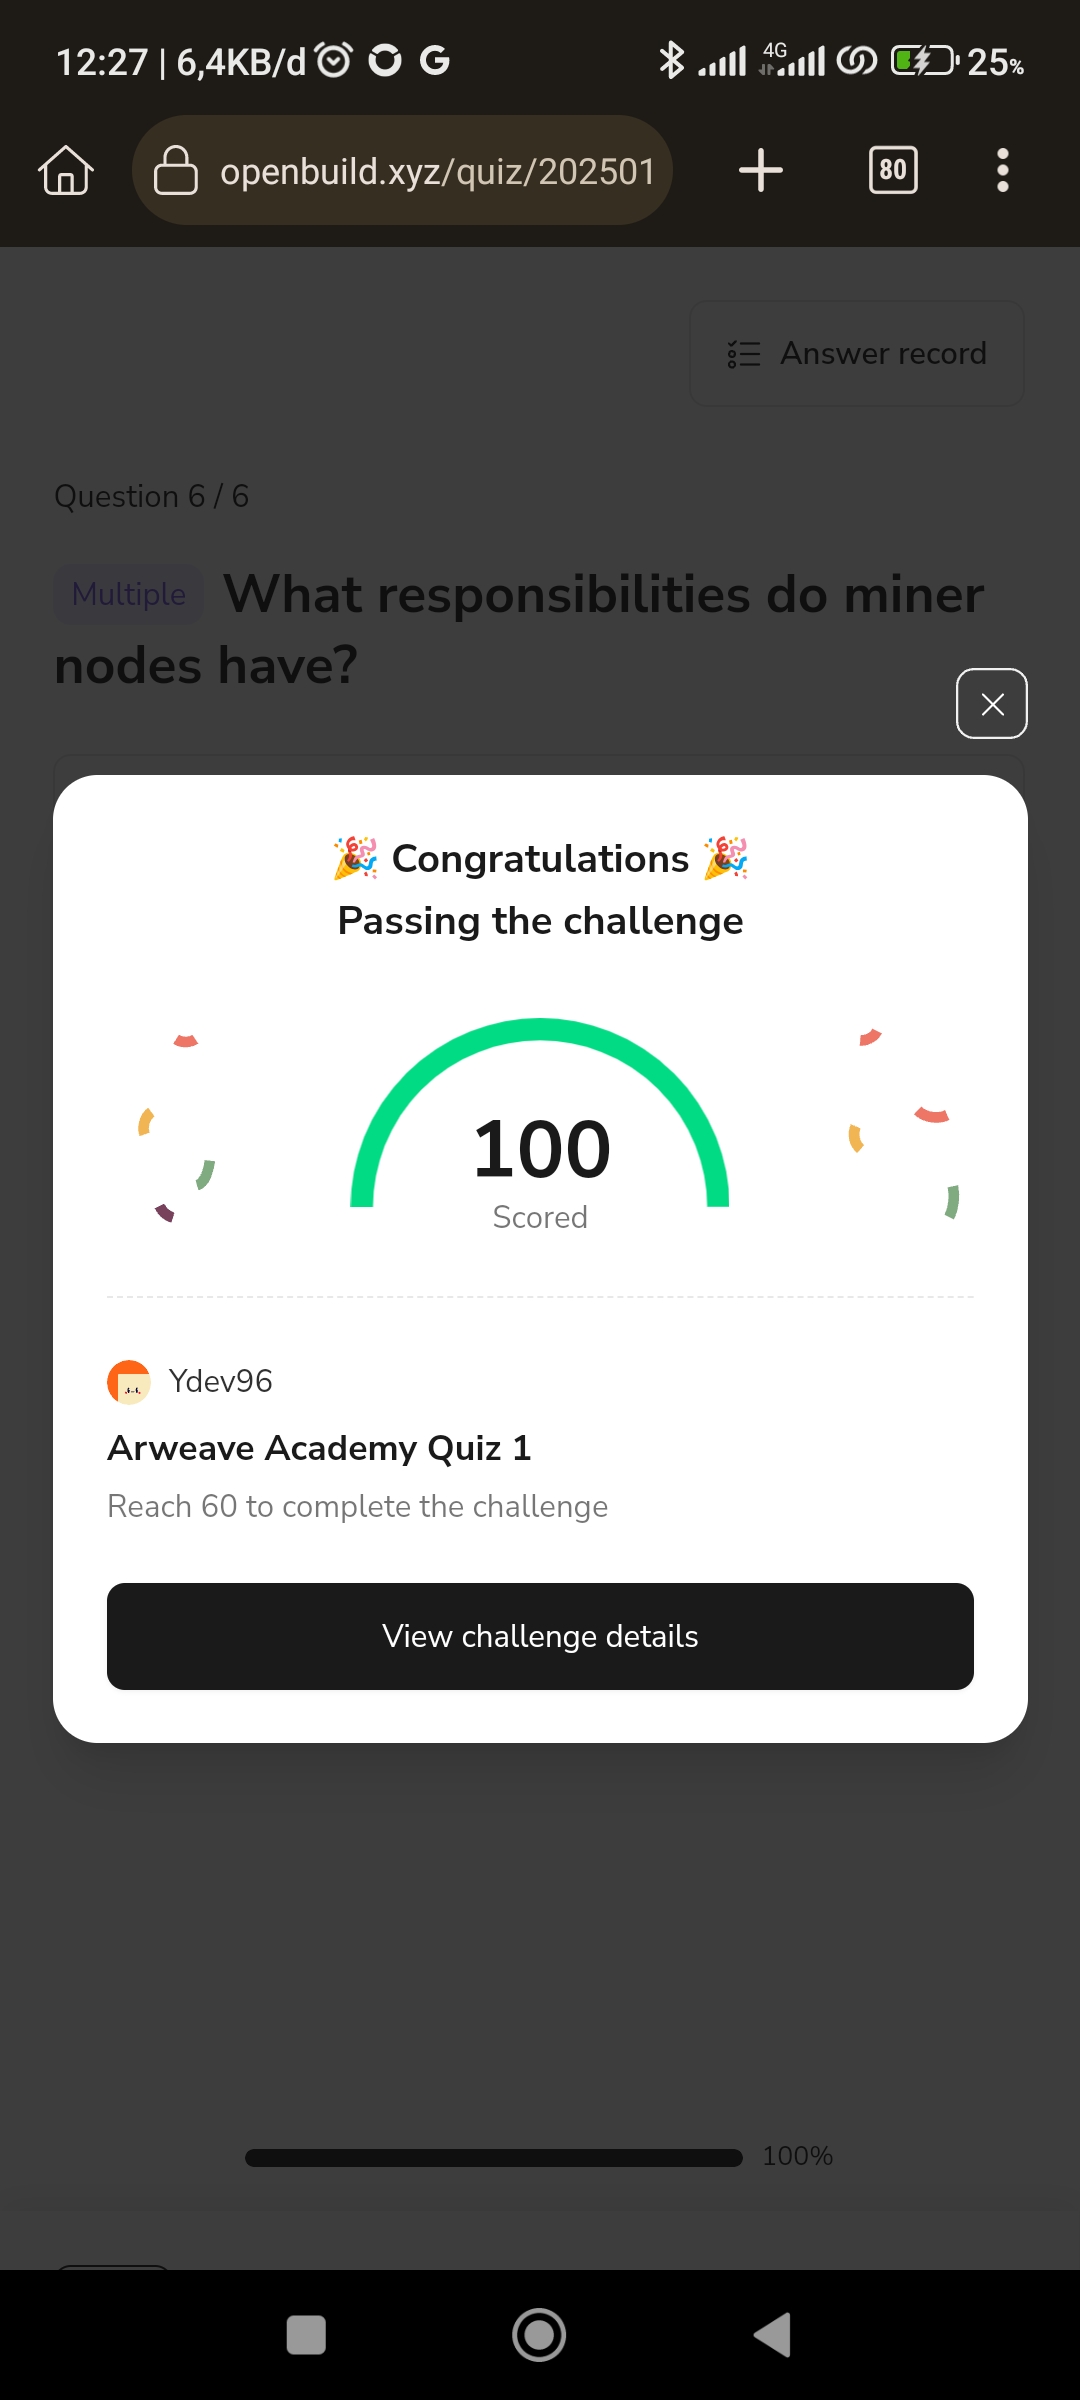 12:27 | 6,4KB/d
4G
25%
openbuild.xyz/quiz/202501
80
Answer record
Question 6 / 6
Multiple What responsibilities do miner
nodes have?
🎉 Congratulations 🎉
Passing the challenge
100
Scored
Ydev96
Arweave Academy Quiz 1
Reach 60 to complete the challenge
View challenge details
100%